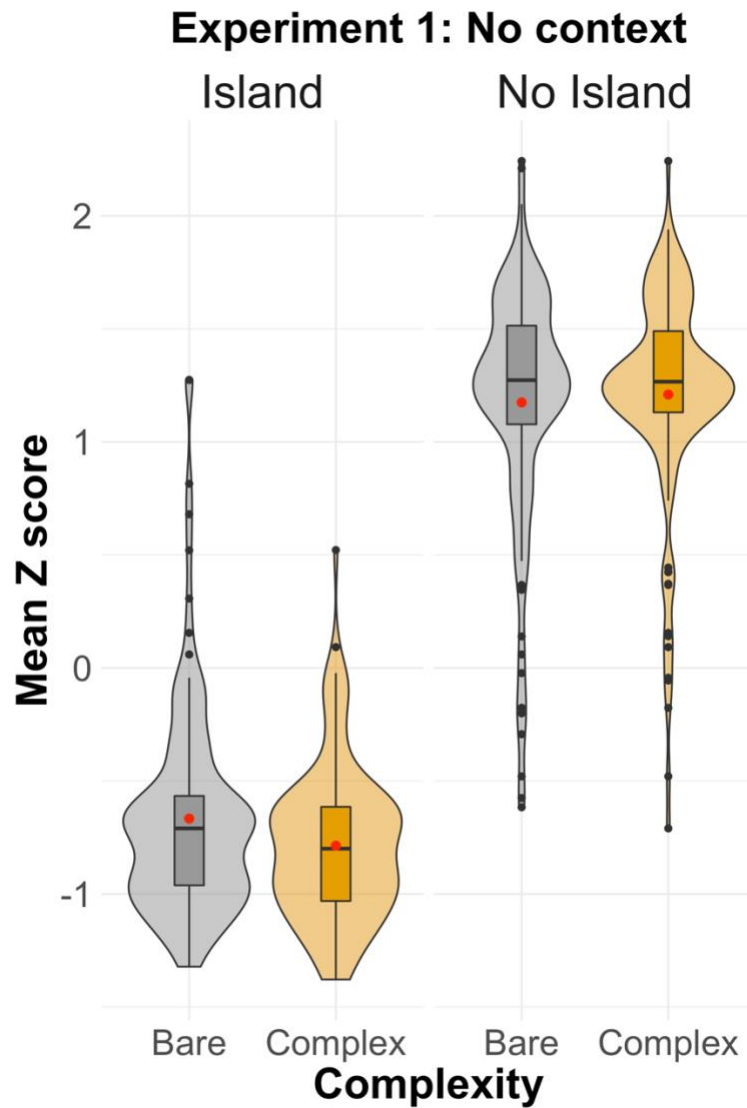 Experiment 1: No context
Island
No Island
Mean Z score
2
1
0
-1
Bare
Complex
Bare
Complex
Complexity